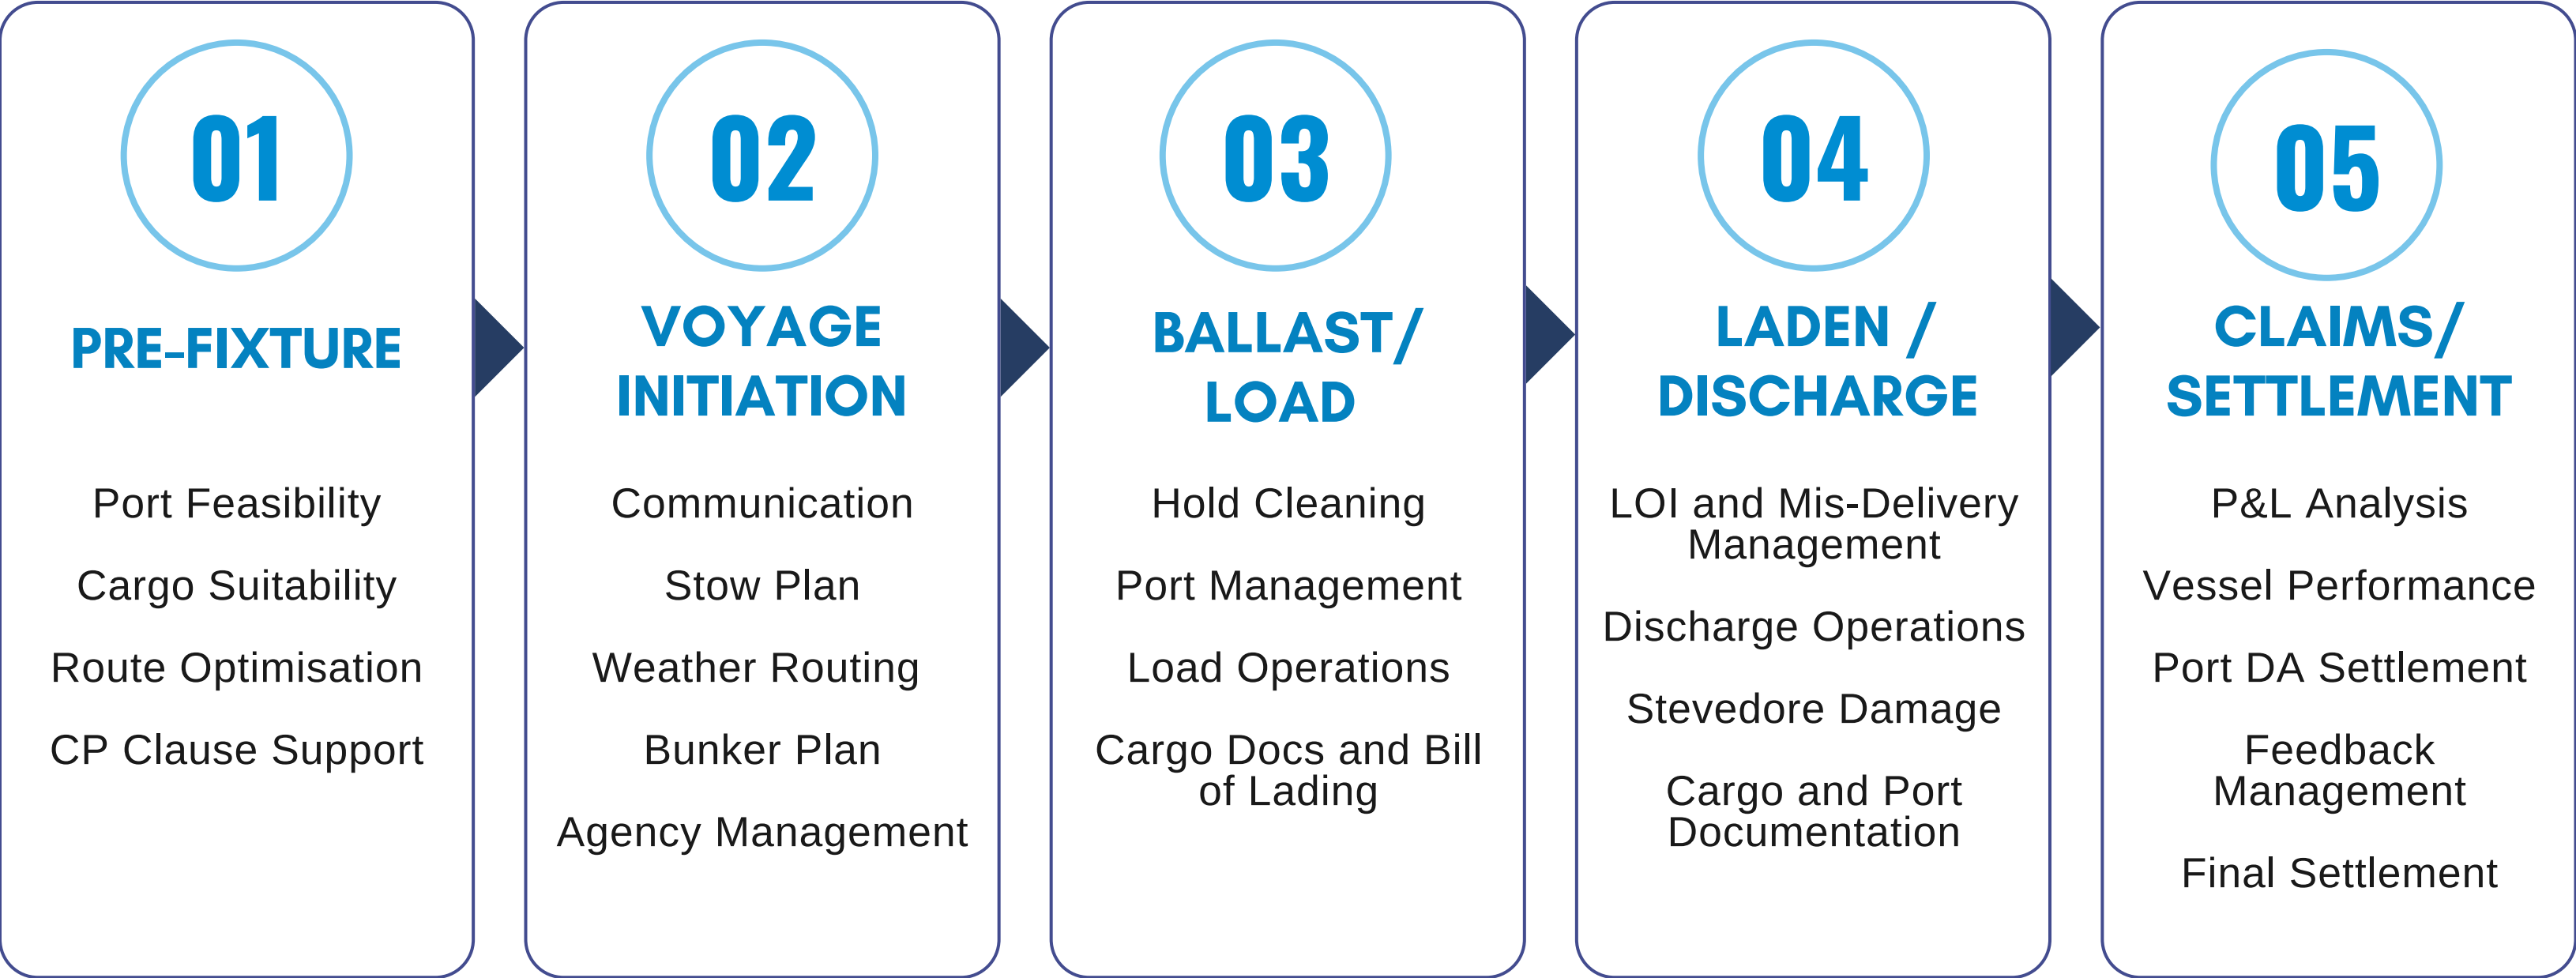 01
PRE-FIXTURE
Port Feasibility
Cargo Suitability
Route Optimisation
CP Clause Support
02
VOYAGE
INITIATION
Communication
Stow Plan
Weather Routing
Bunker Plan
Agency Management
03
BALLAST/
LOAD
Hold Cleaning
Port Management
Load Operations
Cargo Docs and Bill
of Lading
04
LADEN /
DISCHARGE
LOI and Mis-Delivery
Management
Discharge Operations
Stevedore Damage
Cargo and Port
Documentation
05
CLAIMS/
SETTLEMENT
P&L Analysis
Vessel Performance
Port DA Settlement
Feedback
Management
Final Settlement